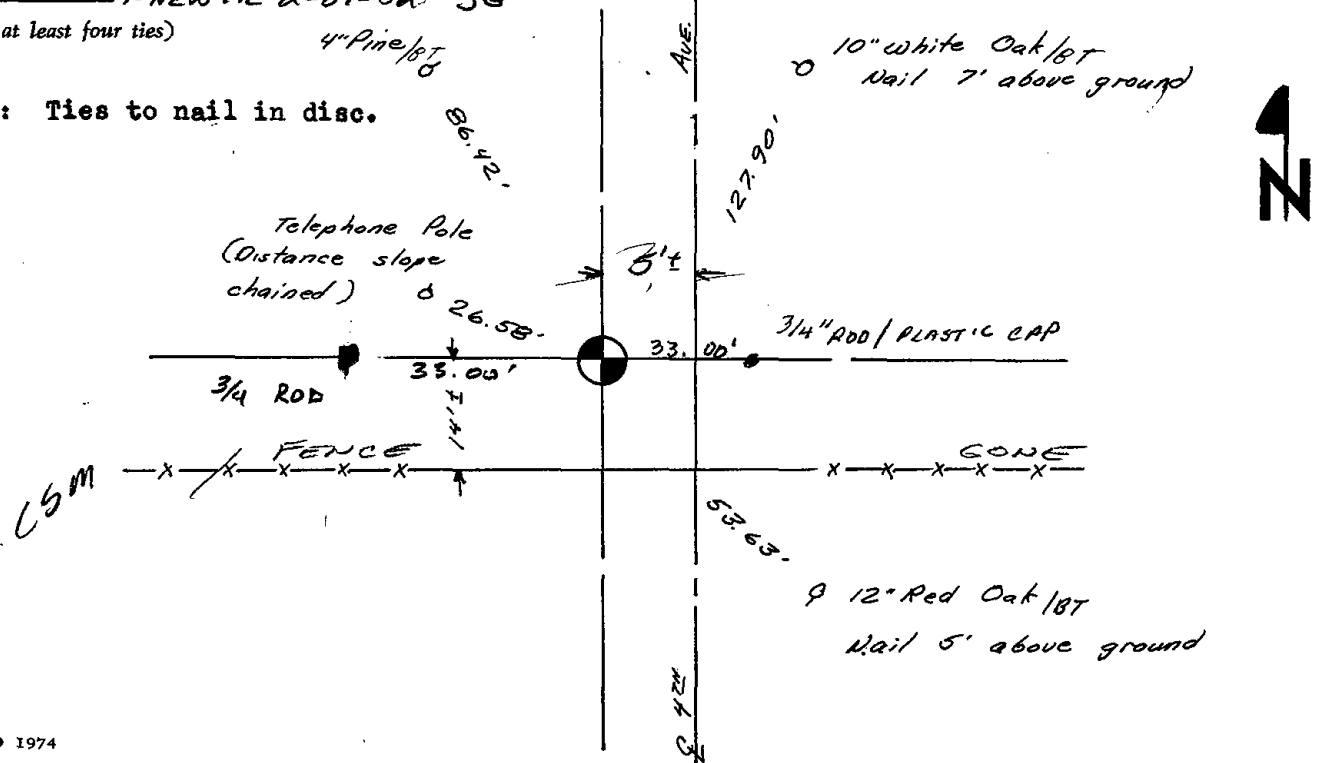 NEW TIE
at least four ties)
4" Pine/BT
AVE.
10" White Oak/BT
Nail 7' above ground
: Ties to nail in disc.
86.42'
127.90'
N
Telephone Pole
(Distance slope
chained)
26.58'
3/4" ROD/PLASTIC CAP
33.00'
33.00'
3/4 ROD
FENCE
GONE
CSM
53.63'
12" Red Oak/BT
Nail 5' above ground
1974